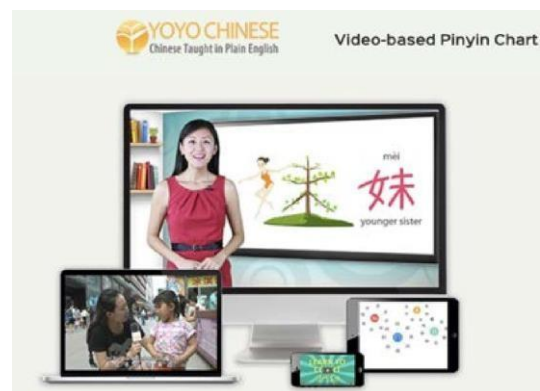 YOYO CHINESE
Chinese Taught in Plain English
Video-based Pinyin Chart
mèi
妹
younger sister